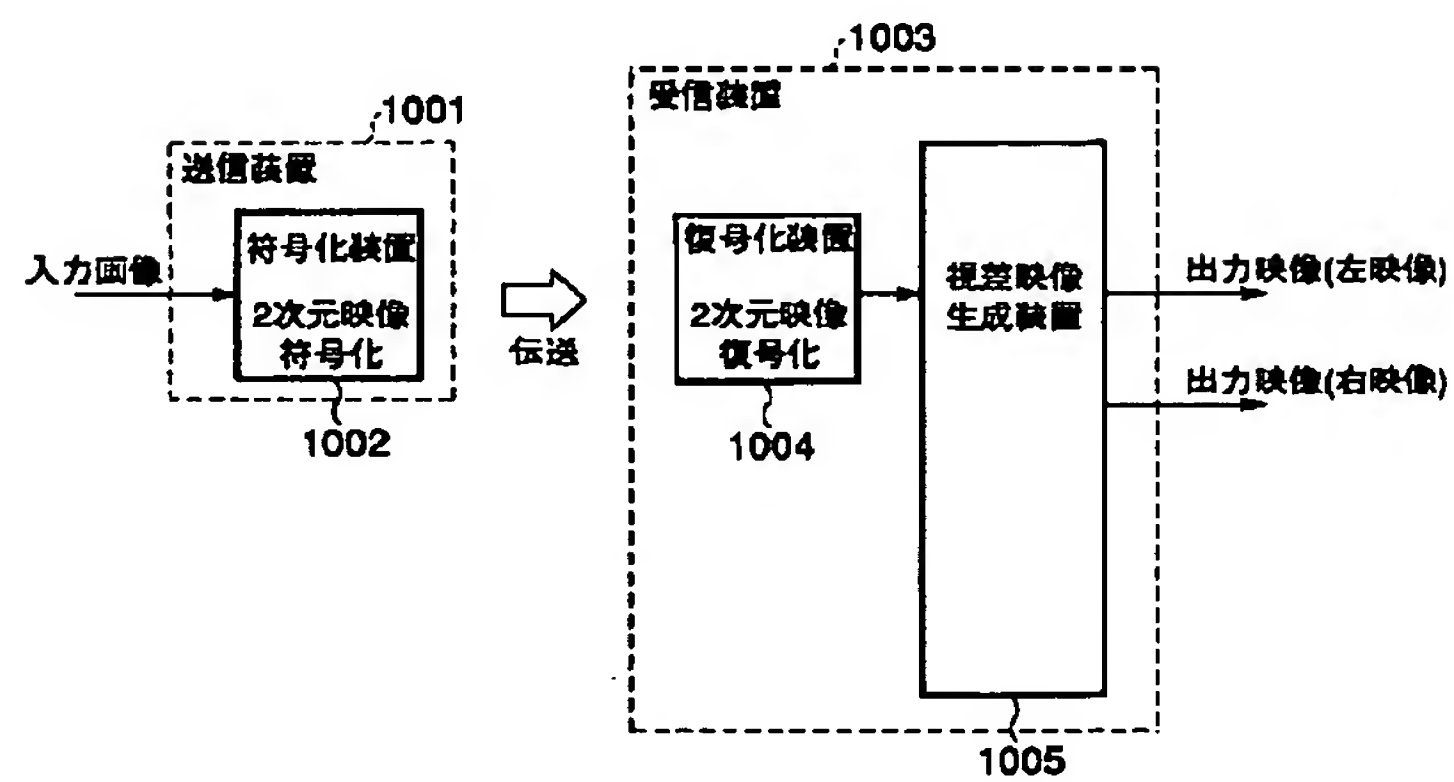 1003
受信装置
1001
送信装置
符号化装置
2次元映像
符号化
入力画像
1002
伝送
復号化装置
2次元映像
復号化
1004
視差映像
生成装置
1005
出力映像(左映像)
出力映像(右映像)